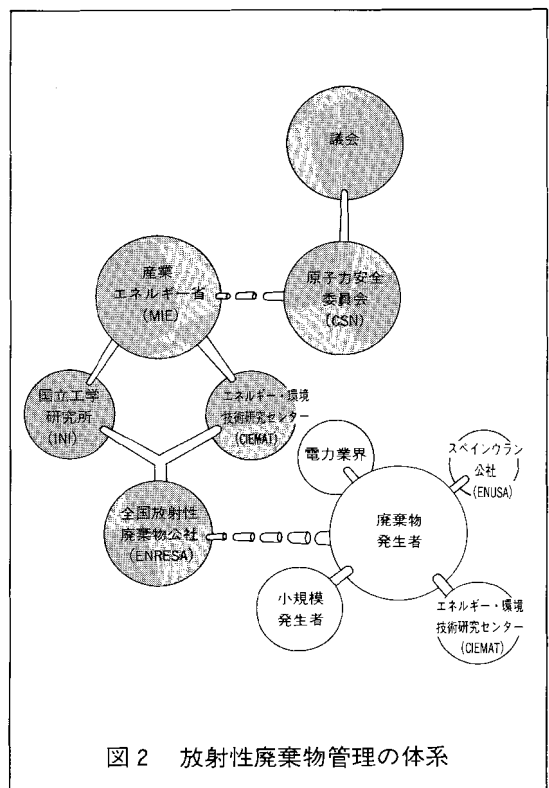 議会
産業
エネルギー省
(MIE)
原子力安全
委員会
(CSN)
国立工学
研究所
(INI)
エネルギー・環境
技術研究センター
(CIEMAT)
全国放射性
廃棄物公社
(ENRESA)
電力業界
スペインウラン
公社
(ENUSA)
廃棄物
発生者
小規模
発生者
エネルギー・環境
技術研究センター
(CIEMAT)
図2 放射性廃棄物管理の体系